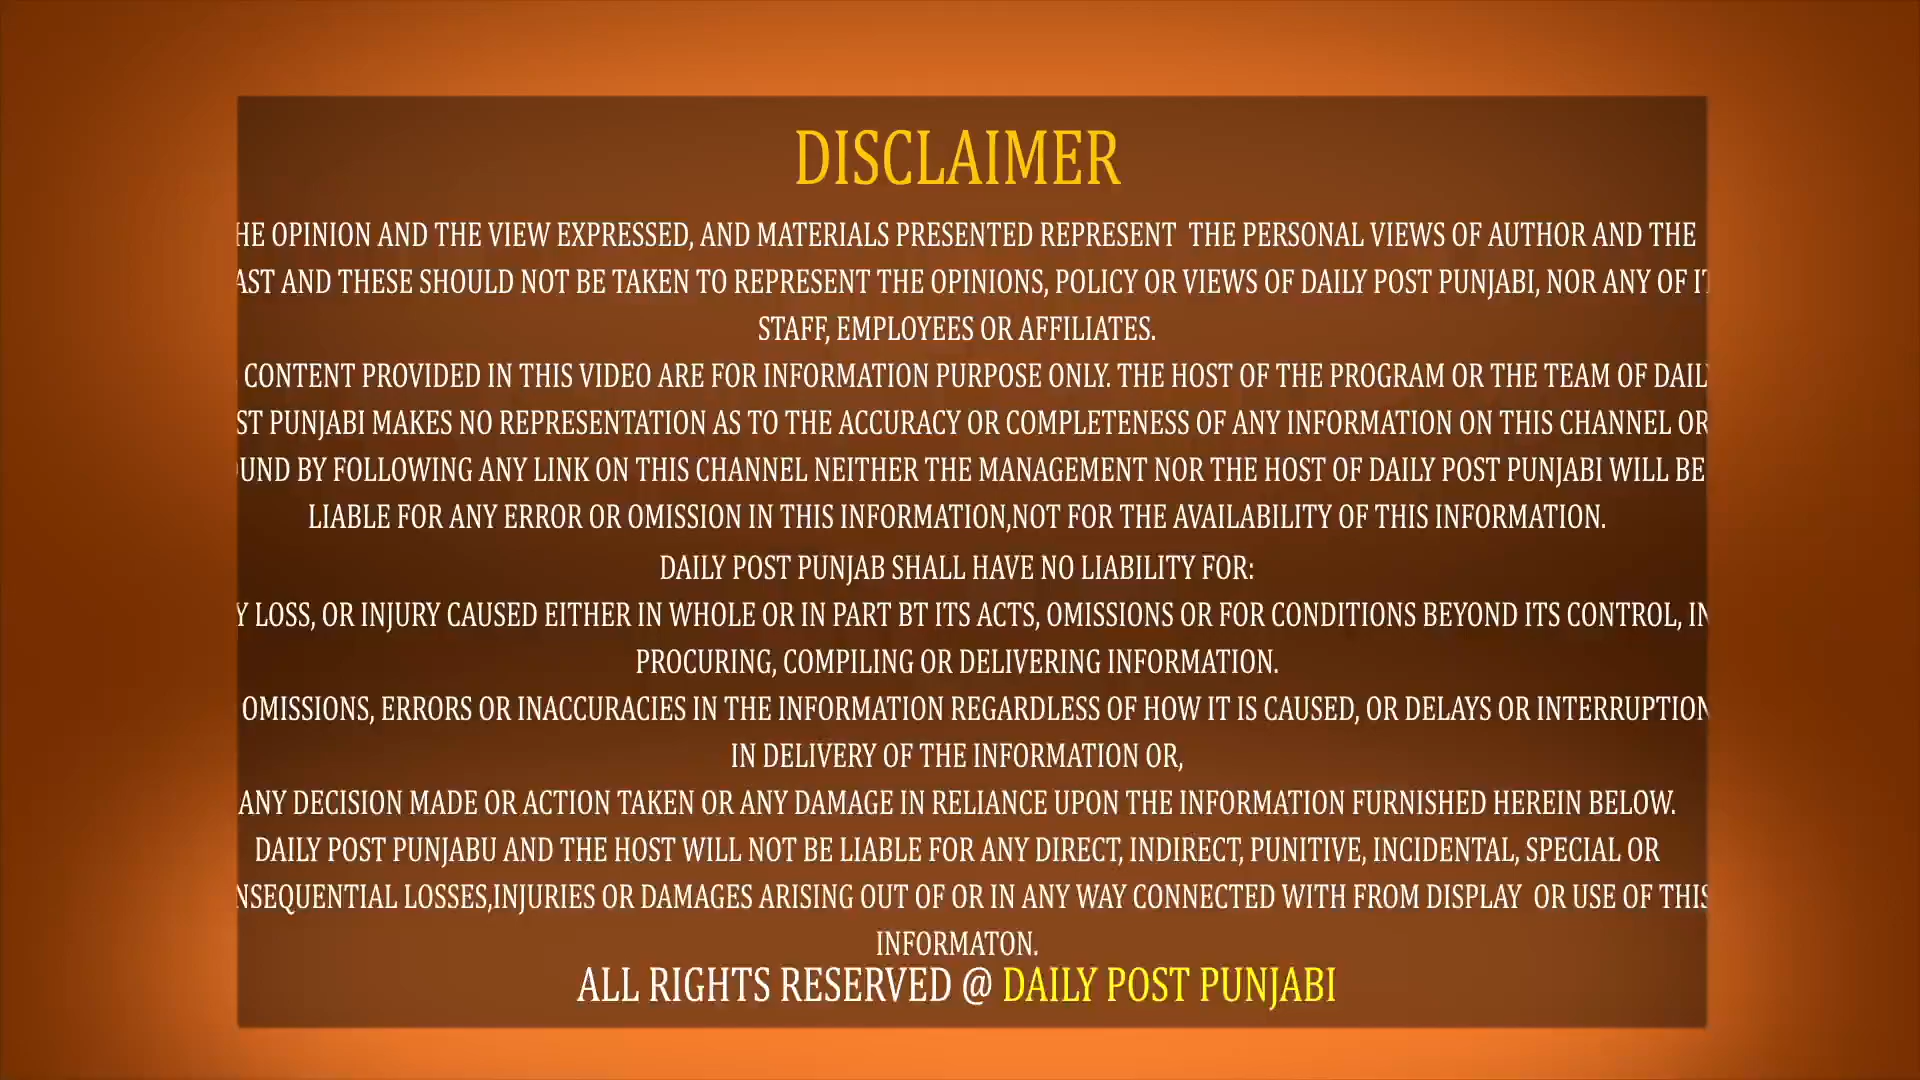 DISCLAIMER
HE OPINION AND THE VIEW EXPRESSED, AND MATERIALS PRESENTED REPRESENT THE PERSONAL VIEWS OF AUTHOR AND THE
AST AND THESE SHOULD NOT BE TAKEN TO REPRESENT THE OPINIONS, POLICY OR VIEWS OF DAILY POST PUNJABI, NOR ANY OF IT
STAFF, EMPLOYEES OR AFFILIATES.
CONTENT PROVIDED IN THIS VIDEO ARE FOR INFORMATION PURPOSE ONLY. THE HOST OF THE PROGRAM OR THE TEAM OF DAIL
ST PUNJABI MAKES NO REPRESENTATION AS TO THE ACCURACY OR COMPLETENESS OF ANY INFORMATION ON THIS CHANNEL OR
UND BY FOLLOWING ANY LINK ON THIS CHANNEL NEITHER THE MANAGEMENT NOR THE HOST OF DAILY POST PUNJABI WILL BE
LIABLE FOR ANY ERROR OR OMISSION IN THIS INFORMATION,NOT FOR THE AVAILABILITY OF THIS INFORMATION.
DAILY POST PUNJAB SHALL HAVE NO LIABILITY FOR:
Y LOSS, OR INJURY CAUSED EITHER IN WHOLE OR IN PART BT ITS ACTS, OMISSIONS OR FOR CONDITIONS BEYOND ITS CONTROL, IN
PROCURING, COMPILING OR DELIVERING INFORMATION.
OMISSIONS, ERRORS OR INACCURACIES IN THE INFORMATION REGARDLESS OF HOW IT IS CAUSED, OR DELAYS OR INTERRUPTION
IN DELIVERY OF THE INFORMATION OR,
ANY DECISION MADE OR ACTION TAKEN OR ANY DAMAGE IN RELIANCE UPON THE INFORMATION FURNISHED HEREIN BELOW.
DAILY POST PUNJABU AND THE HOST WILL NOT BE LIABLE FOR ANY DIRECT, INDIRECT, PUNITIVE, INCIDENTAL, SPECIAL OR
NSEQUENTIAL LOSSES,INJURIES OR DAMAGES ARISING OUT OF OR IN ANY WAY CONNECTED WITH FROM DISPLAY OR USE OF THIS
INFORMATON.
ALL RIGHTS RESERVED @ DAILY POST PUNJABI